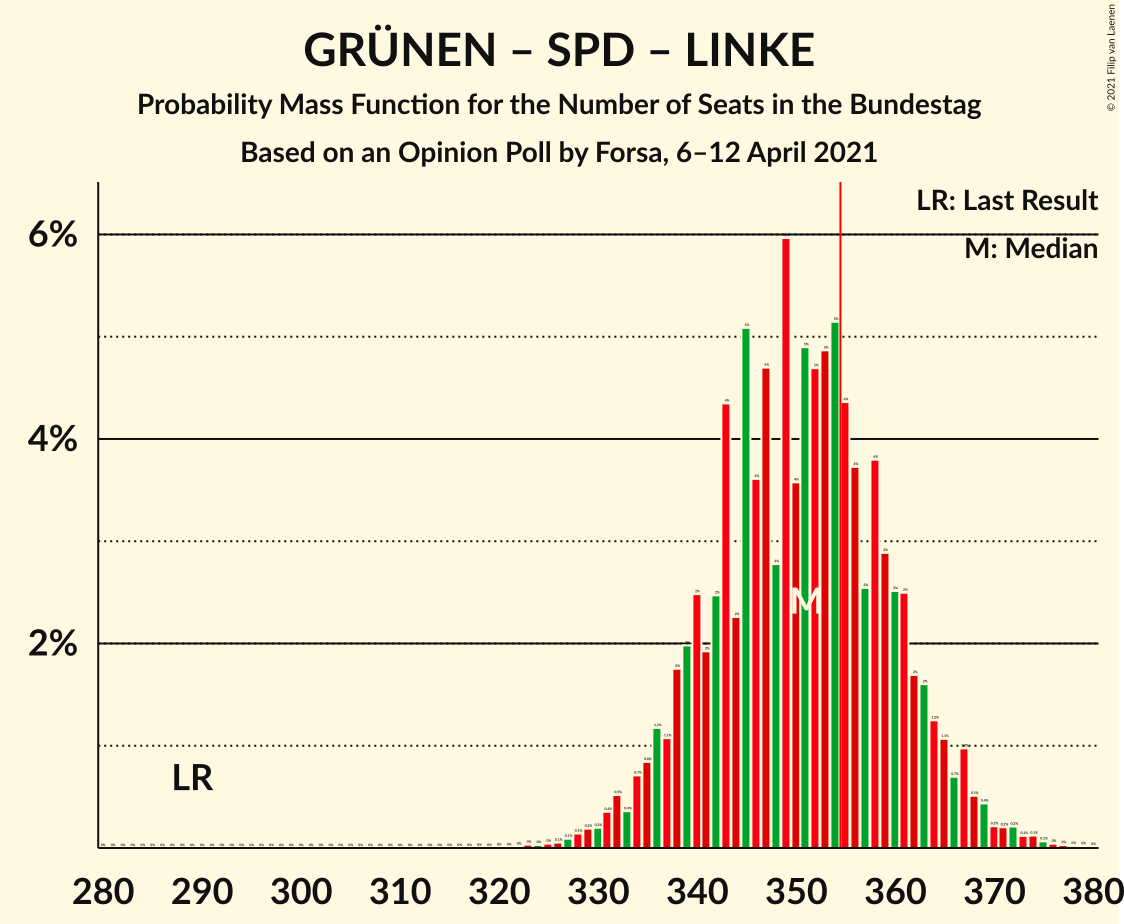 GRÜNEN – SPD – LINKE
Probability Mass Function for the Number of Seats in the Bundestag
Based on an Opinion Poll by Forsa, 6–12 April 2021
© 2021 Filip van Laenen
LR: Last Result
M: Median
6%
4%
2%
M
LR
280 290 300 310 320 330 340 350 360 370 380